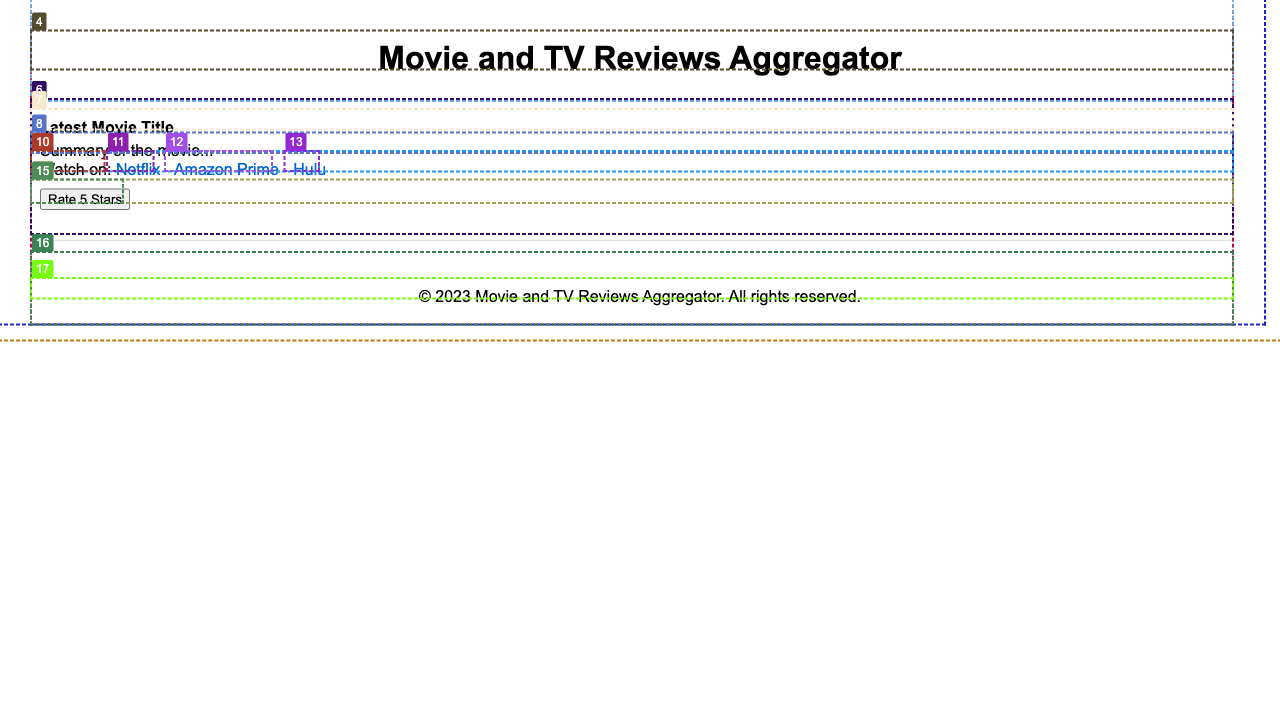 4
Movie and TV Reviews Aggregator
6
7
8
Latest Movie Title
10 11 12 13
Summary of the movie...
15
Watch on: Netflix Amazon Prime Hulu
Rate 5 Stars
16
17
© 2023 Movie and TV Reviews Aggregator. All rights reserved.